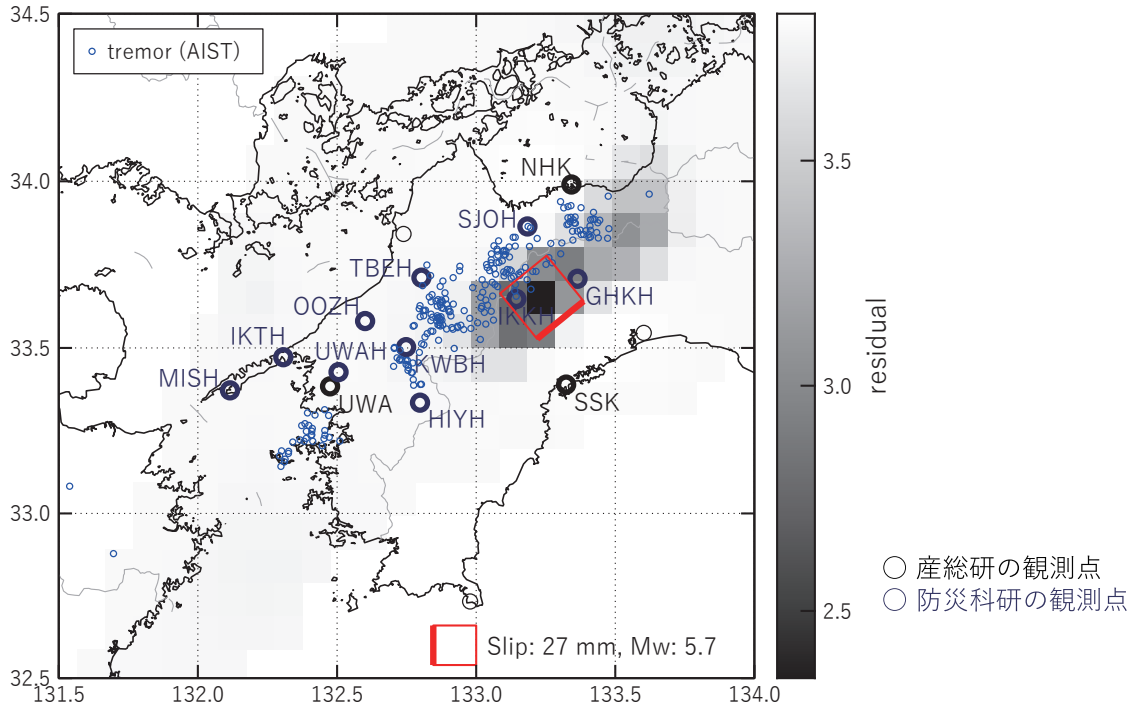 34.5
tremor (AIST)
3.5
NHK
34.0
SJOH
TBEH
GHKH
OOZH
IKKH
IKTH
33.5
UWAH
KWBH
3.0
MISH
UWA
SSK
HIYH
residual
33.0
産総研の観測点
防災科研の観測点
2.5
Slip: 27 mm, Mw: 5.7
32.5
131.5 132.0 132.5 133.0 133.5 134.0